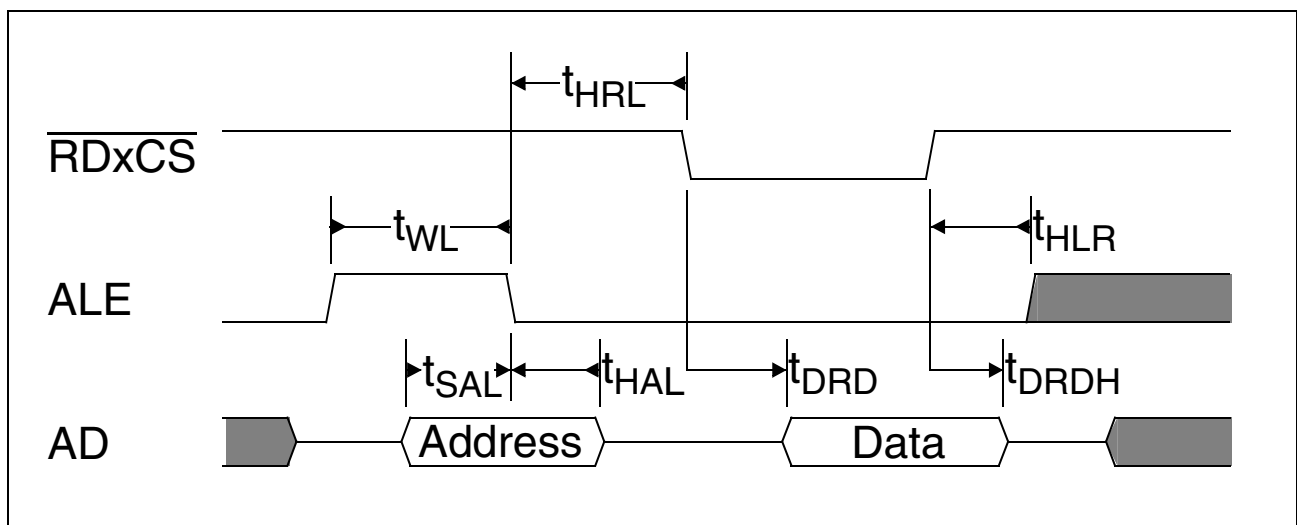 tHRL
RDxCS
tWL
tHLR
ALE
tSAL
tHAL
tDRD
tDRDH
AD
Address
Data